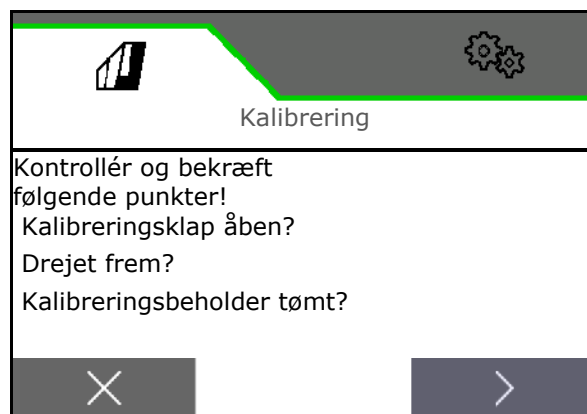 Kalibrering
Kontrollér og bekræft
følgende punkter!
Kalibreringsklap åben?
Drejet frem?
Kalibreringsbeholder tømt?